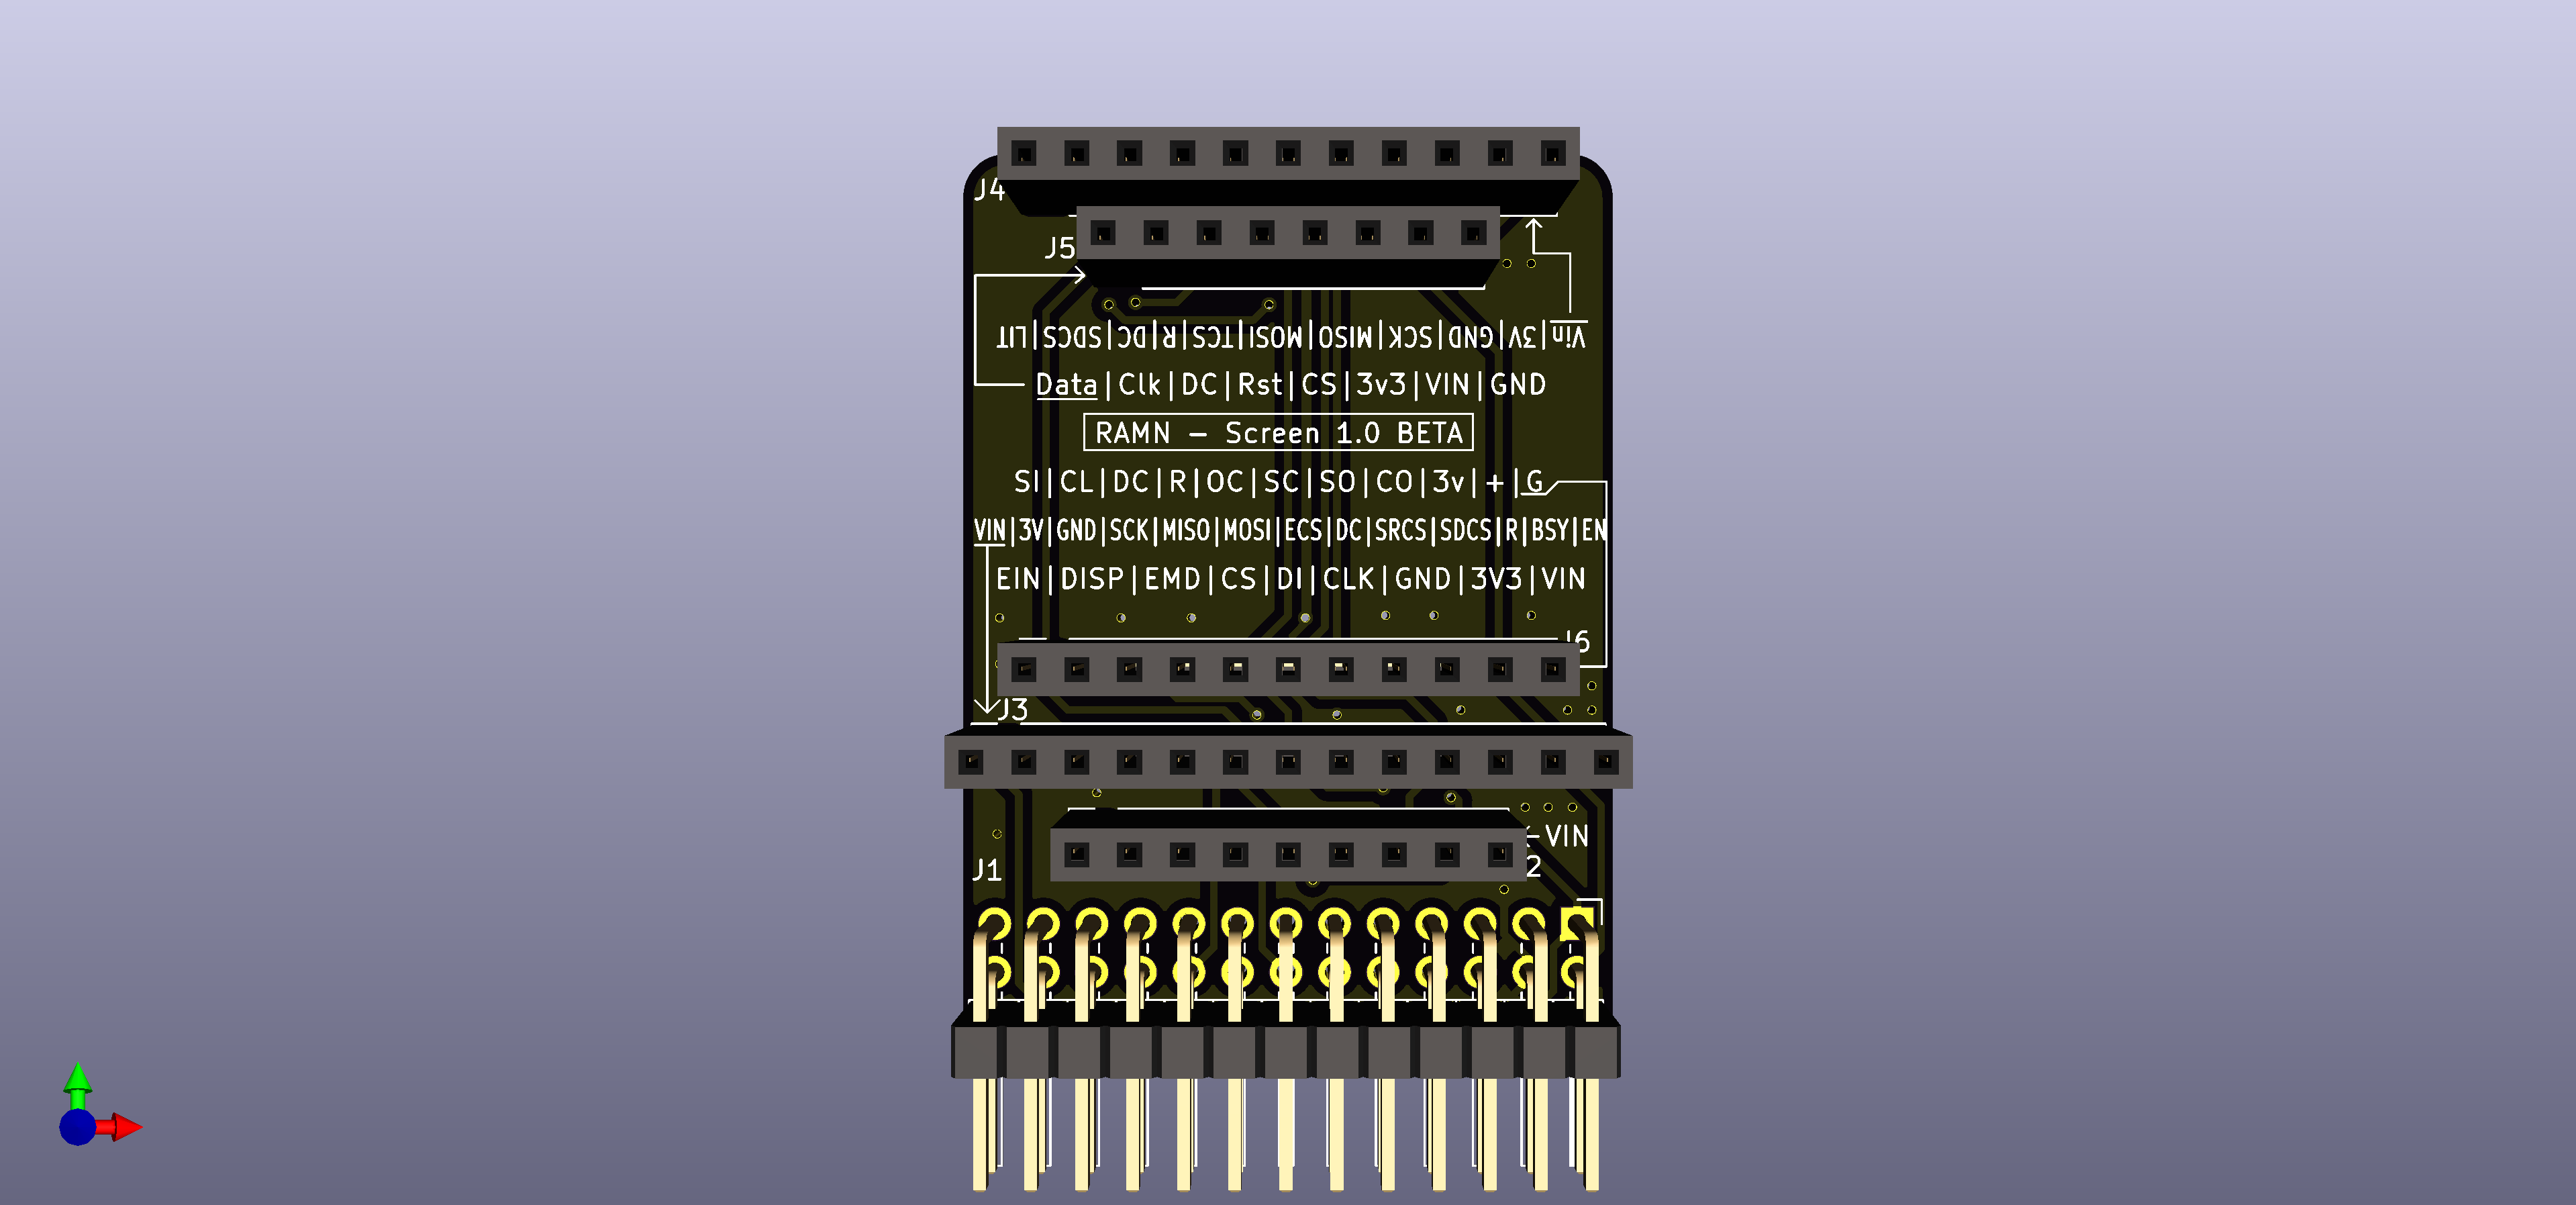 J4
J5
Vin|3V|GND|SCK|MISO|MOSI|TCS|R|DC|SDCS|LIT
Data|Clk|DC|Rst|CS|3v3|VIN|GND
RAMN - Screen 1.0 BETA
SI|CL|DC|R|OC|SC|SO|CO|3v|+|G
VIN|3V|GND|SCK|MISO|MOSI|ECS|DC|SRCS|SDCS|R|BSY|EN
EIN|DISP|EMD|CS|DI|CLK|GND|3V3|VIN
J6
J3
-VIN
J1
2